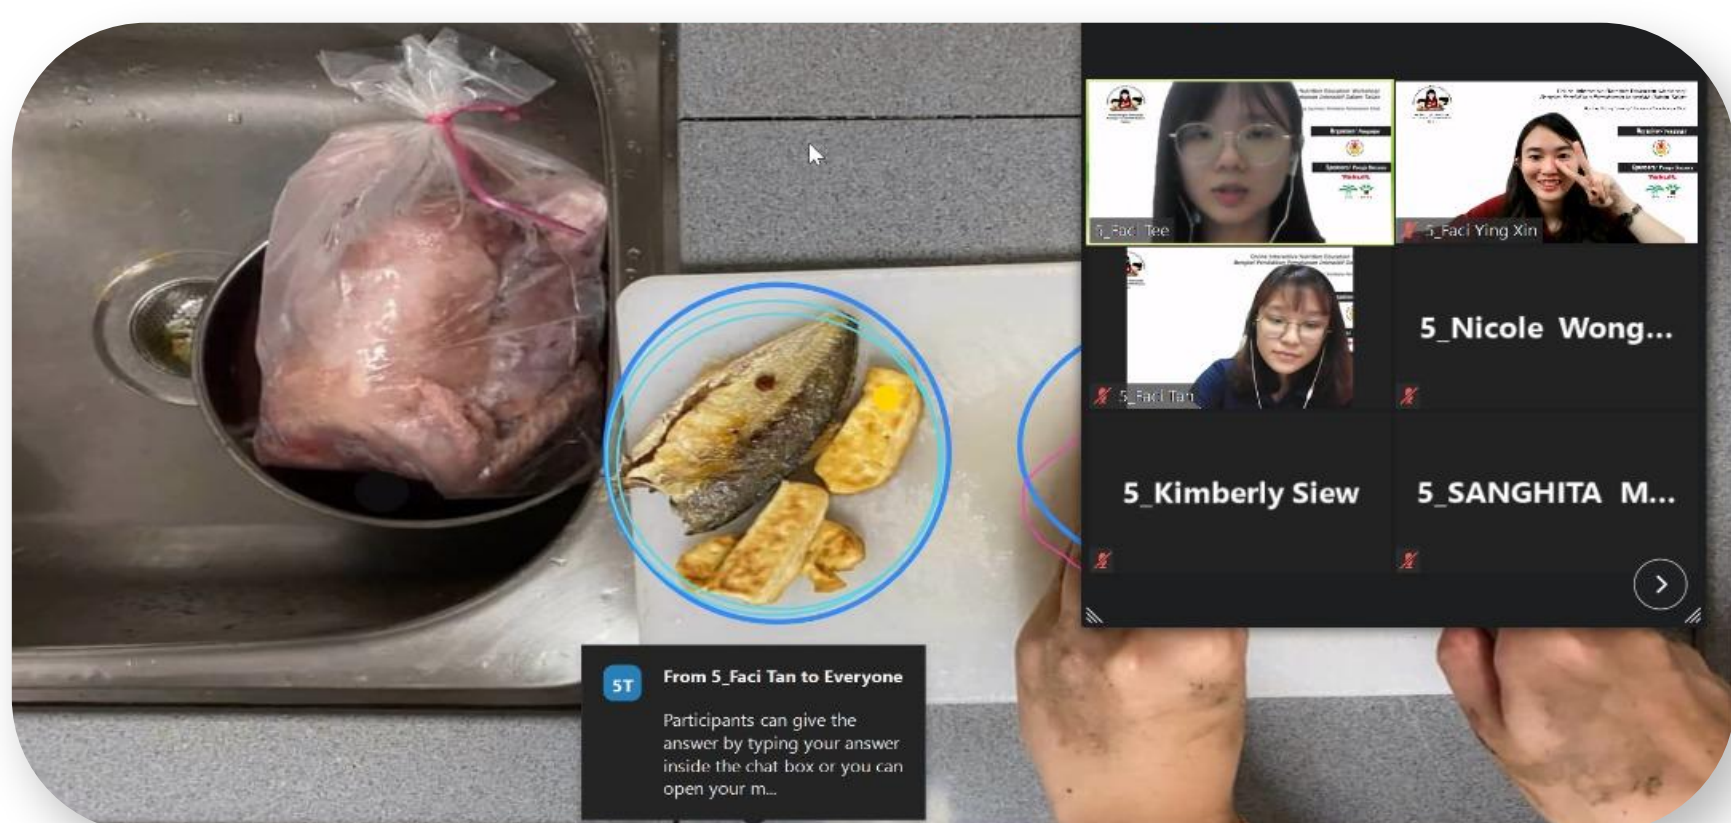 5_Faci Tee
5_Faci Ying Xin
5_Faci Tan
5_Nicole Wong...
5_Kimberly Siew
5_SANGHITA M...
5T
From 5_Faci Tan to Everyone
Participants can give the
answer by typing your answer
inside the chat box or you can
open your m...